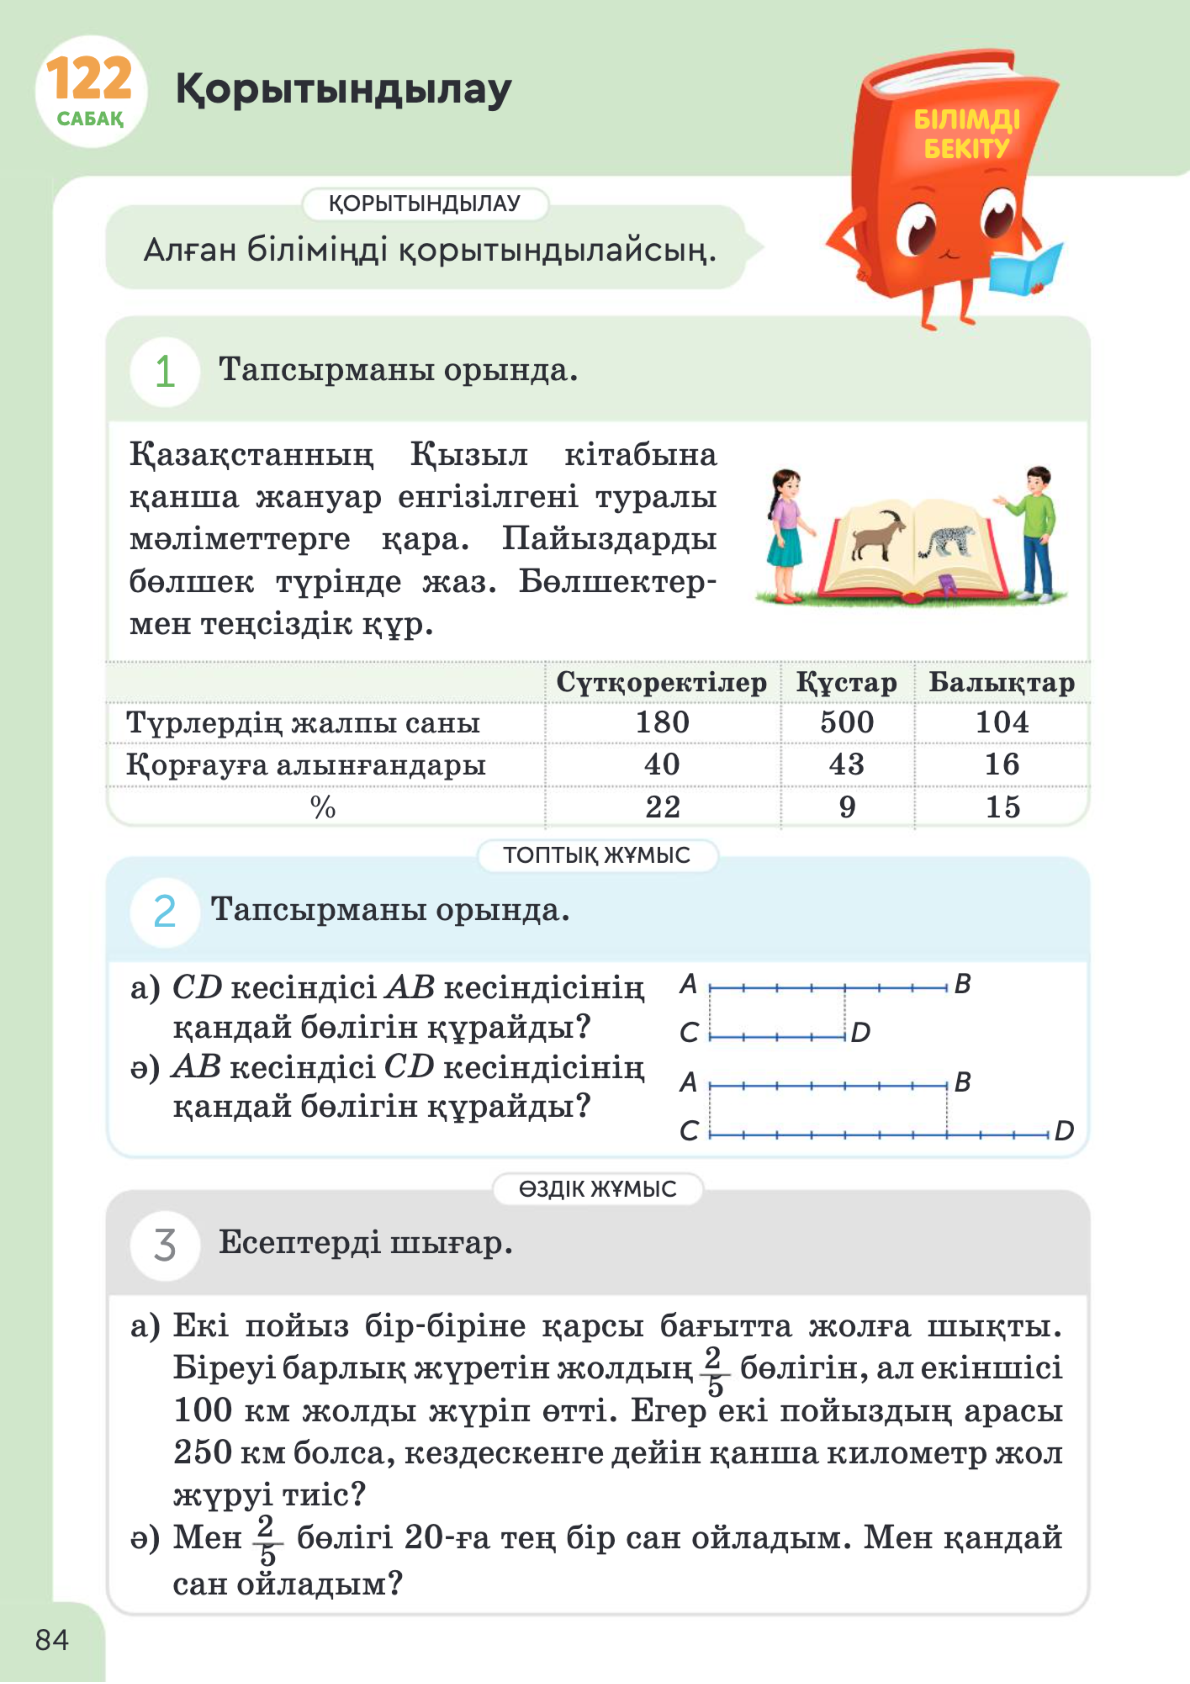 122
САБАҚ
Қорытындылау
БІЛІМДІ
БЕКІТУ
ҚОРЫТЫНДЫЛАУ
Алған біліміңді қорытындылайсың.
1 Тапсырманы орында.
Қазақстанның Қызыл кітабына
қанша жануар енгізілгені туралы
мәліметтерге қара. Пайыздарды
бөлшек түрінде жаз. Бөлшектер-
мен теңсіздік құр.
Сүтқоректілер Құстар Балықтар
Түрлердің жалпы саны 180 500 104
Қорғауға алынғандары 40 43 16
% 22 9 15
ТОПТЫҚ ЖҰМЫС
2 Тапсырманы орында.
а) CD кесіндісі AB кесіндісінің
қандай бөлігін құрайды?
ә) AB кесіндісі CD кесіндісінің
қандай бөлігін құрайды?
A B
C D
A B
C D
ӨЗДІК ЖҰМЫС
3 Есептерді шығар.
а) Екі пойыз бір-біріне қарсы бағытта жолға шықты.
Біреуі барлық жүретін жолдың 2/5 бөлігін, ал екіншісі
100 км жолды жүріп өтті. Егер екі пойыздың арасы
250 км болса, кездескенге дейін қанша километр жол
жүруі тиіс?
ә) Мен 2/5 бөлігі 20-ға тең бір сан ойладым. Мен қандай
сан ойладым?
84